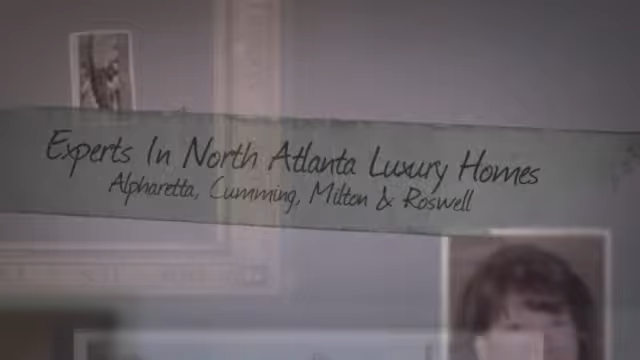 Experts In North Atlanta Luxury Homes
Alpharetta, Cumming, Milton & Roswell